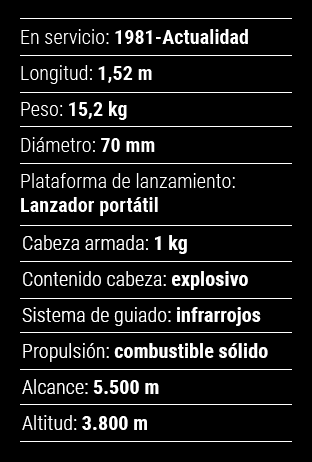 En servicio: 1981-Actualidad
Longitud: 1,52 m
Peso: 15,2 kg
Diámetro: 70 mm
Plataforma de lanzamiento:
Lanzador portátil
Cabeza armada: 1 kg
Contenido cabeza: explosivo
Sistema de guiado: infrarrojos
Propulsión: combustible sólido
Alcance: 5.500 m
Altitud: 3.800 m